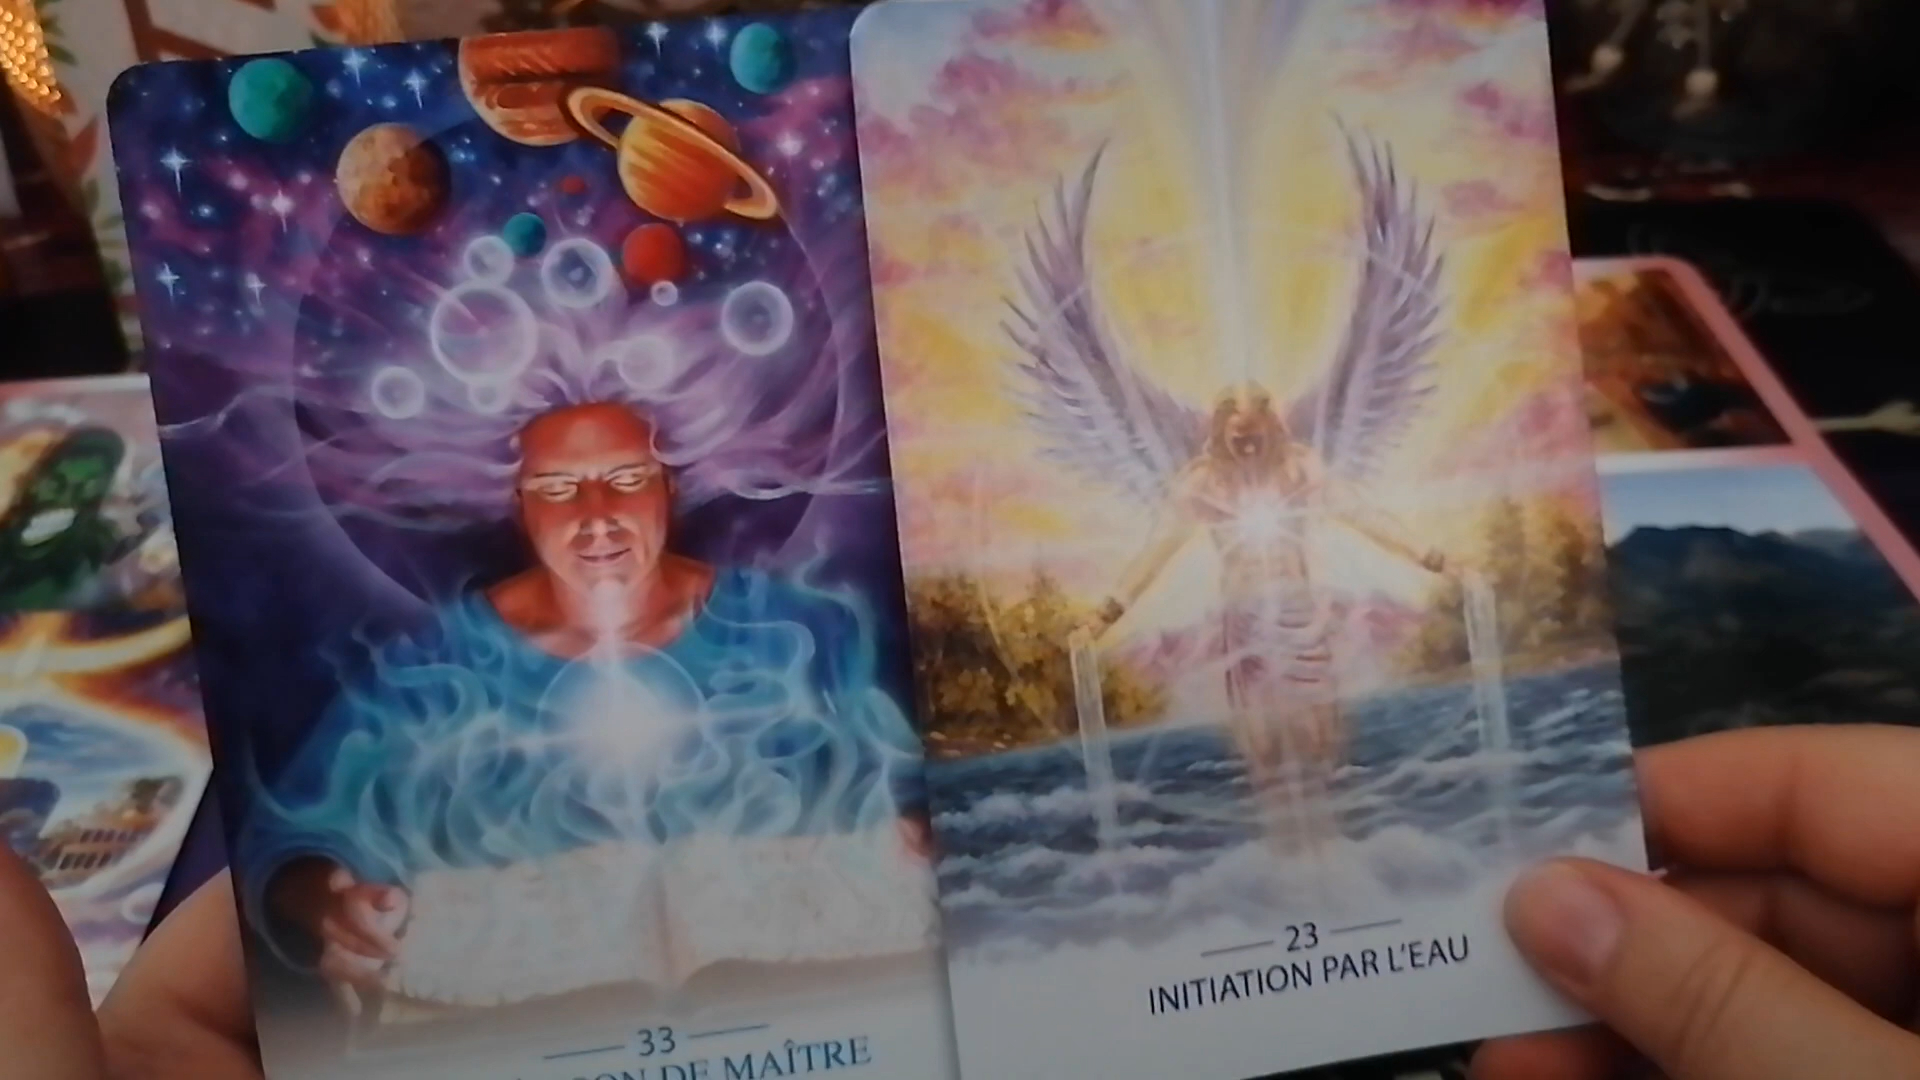 33
DE MAÎTRE
23
INITIATION PAR L'EAU